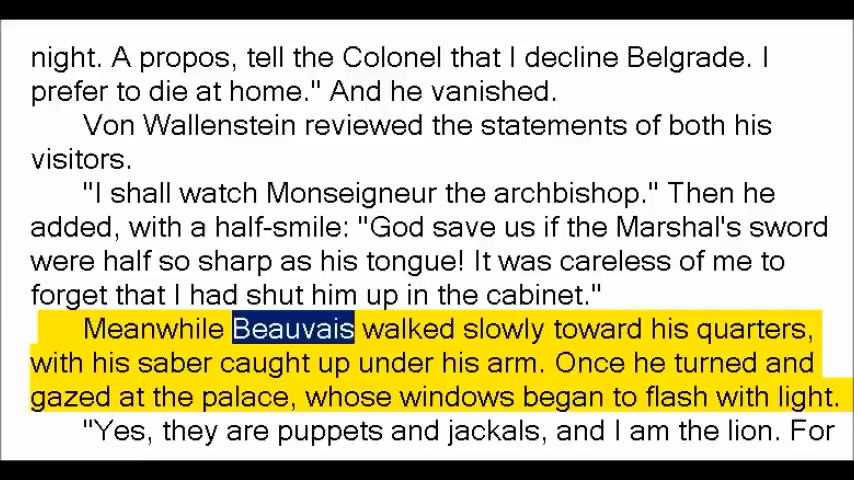 night. A propos, tell the Colonel that I decline Belgrade. I
prefer to die at home." And he vanished.
Von Wallenstein reviewed the statements of both his
visitors.
"I shall watch Monseigneur the archbishop." Then he
added, with a half-smile: "God save us if the Marshal's sword
were half so sharp as his tongue! It was careless of me to
forget that I had shut him up in the cabinet."
Meanwhile Beauvais walked slowly toward his quarters,
with his saber caught up under his arm. Once he turned and
gazed at the palace, whose windows began to flash with light.
"Yes, they are puppets and jackals, and I am the lion. For